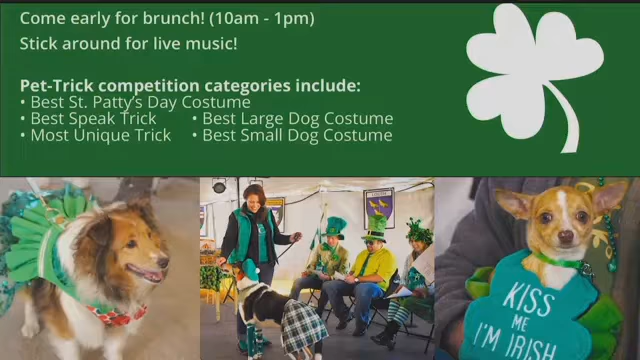 Come early for brunch! (10am - 1pm)
Stick around for live music!
Pet-Trick competition categories include:
• Best St. Patty's Day Costume
• Best Speak Trick • Best Large Dog Costume
• Most Unique Trick • Best Small Dog Costume
KISS
ME
I'M IRISH